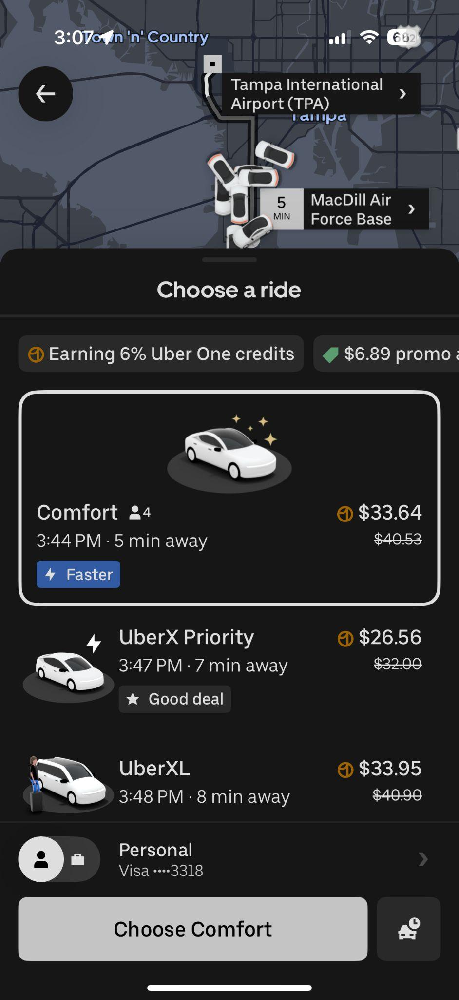 3:07
Town 'n' Country
Tampa International
Airport (TPA)
Tampa
5
MIN
MacDill Air
Force Base
Choose a ride
Earning 6% Uber One credits
$6.89 promo
Comfort 4
$33.64
3:44 PM · 5 min away
$40.53
Faster
UberX Priority
$26.56
3:47 PM · 7 min away
$32.00
Good deal
UberXL
$33.95
3:48 PM · 8 min away
$40.90
Personal
Visa ••••3318
Choose Comfort